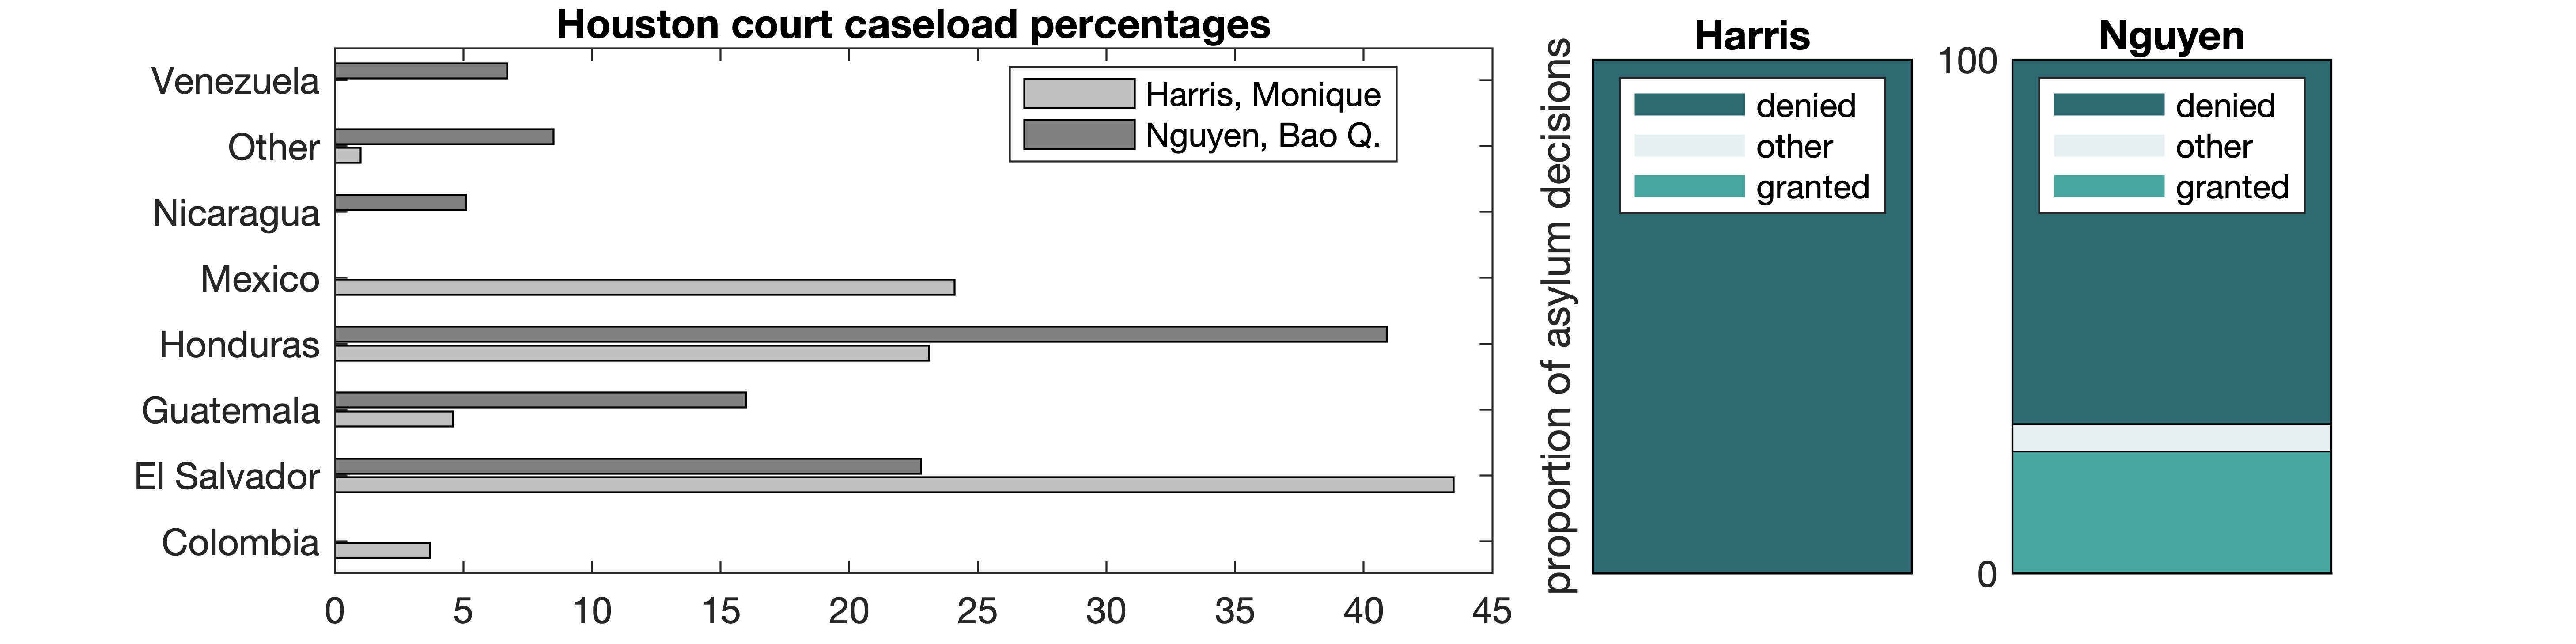 Houston court caseload percentages
Venezuela
Other
Nicaragua
Mexico
Honduras
Guatemala
El Salvador
Colombia
0 5 10 15 20 25 30 35 40 45
Harris, Monique
Nguyen, Bao Q.
proportion of asylum decisions
Harris
denied
other
granted
100
0
Nguyen
denied
other
granted